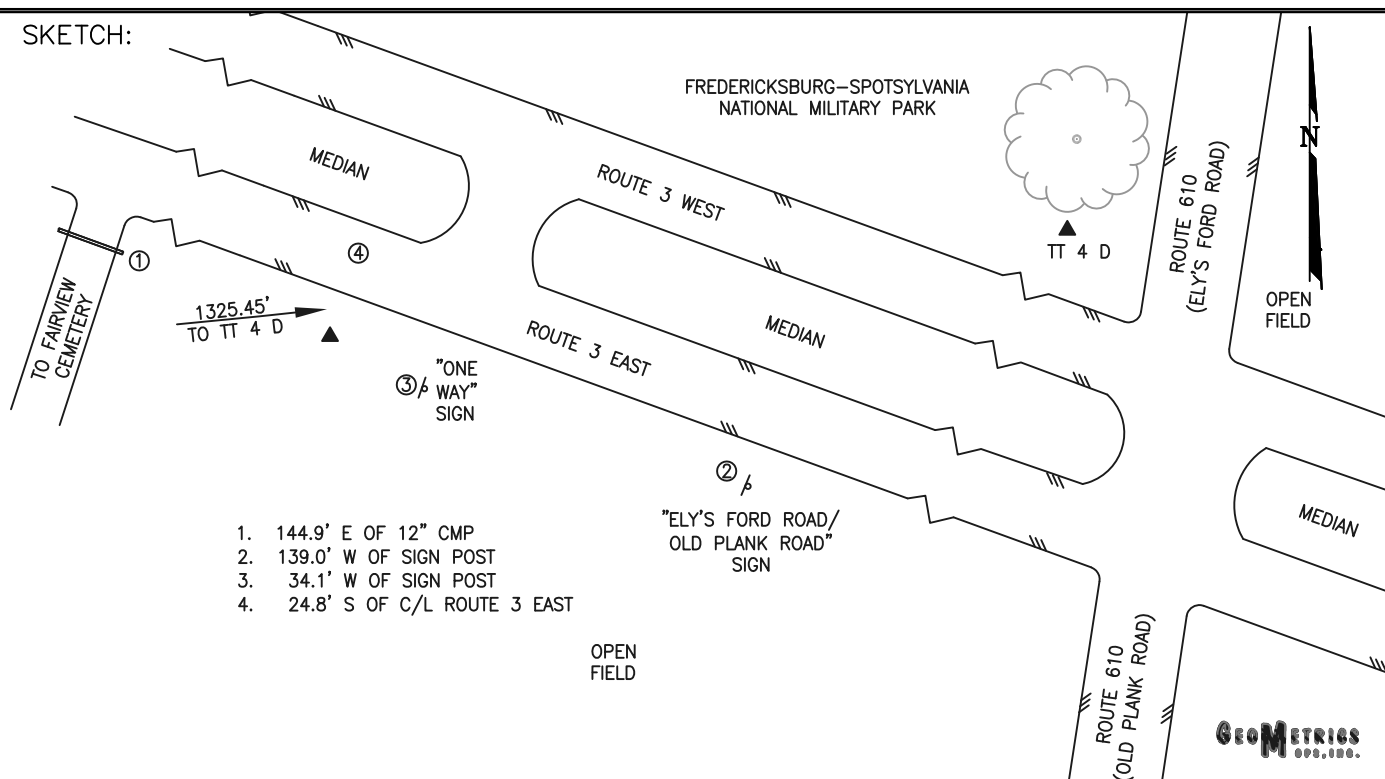 SKETCH:
FREDERICKSBURG–SPOTSYLVANIA
NATIONAL MILITARY PARK
N
MEDIAN
ROUTE 3 WEST
ROUTE 610
(ELY'S FORD ROAD)
TT 4 D
OPEN
FIELD
1
4
TO FAIRVIEW
CEMETERY
1325.45'
TO TT 4 D
ROUTE 3 EAST
MEDIAN
3
"ONE
WAY"
SIGN
2
"ELY'S FORD ROAD/
OLD PLANK ROAD"
SIGN
MEDIAN
1. 144.9' E OF 12" CMP
2. 139.0' W OF SIGN POST
3. 34.1' W OF SIGN POST
4. 24.8' S OF C/L ROUTE 3 EAST
OPEN
FIELD
ROUTE 610
(OLD PLANK ROAD)
GEOMETRICS
GPS, INC.